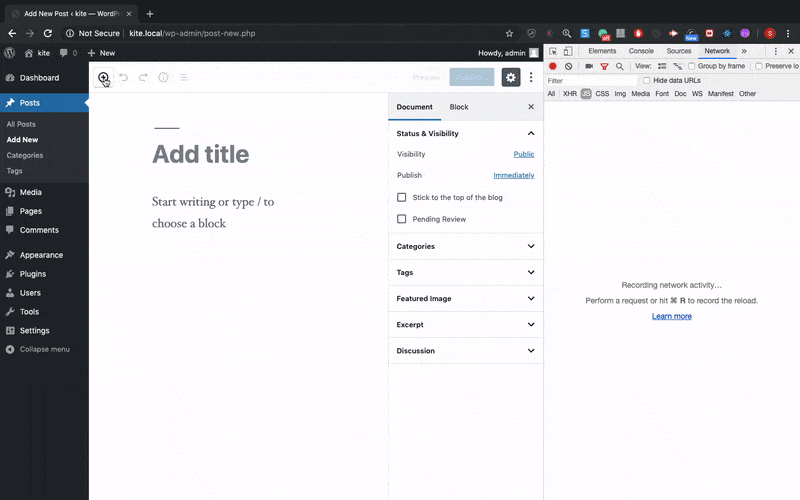 Add New Post ‹ kite — WordPr
Not Secure | kite.local/wp-admin/post-new.php
kite 0 New Howdy, admin
Dashboard
Posts
All Posts
Add New
Categories
Tags
Media
Pages
Comments
Appearance
Plugins
Users
Tools
Settings
Collapse menu
Preview Publish...
Add title
Start writing or type / to
choose a block
Document Block
Status & Visibility
Visibility Public
Publish Immediately
Stick to the top of the blog
Pending Review
Categories
Tags
Featured Image
Excerpt
Discussion
off New S
Elements Console Sources Network
View: Group by frame Preserve lo
Filter Hide data URLs
All XHR JS CSS Img Media Font Doc WS Manifest Other
Recording network activity…
Perform a request or hit ⌘ R to record the reload.
Learn more